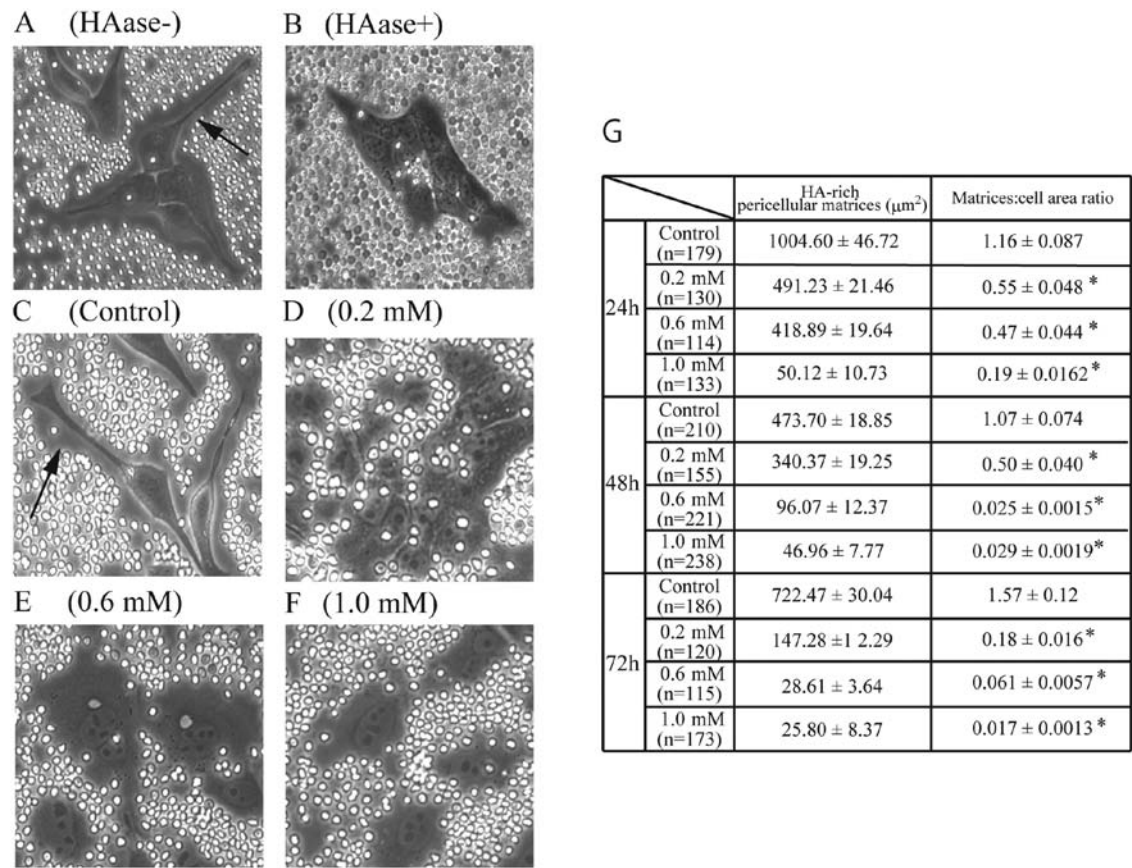 A (HAase-)
B (HAase+)
C (Control)
D (0.2 mM)
E (0.6 mM)
F (1.0 mM)
G
HA-rich pericellular matrices (μm²) Matrices:cell area ratio
24h
Control (n=179) 1004.60 ± 46.72 1.16 ± 0.087
0.2 mM (n=130) 491.23 ± 21.46 0.55 ± 0.048 *
0.6 mM (n=114) 418.89 ± 19.64 0.47 ± 0.044 *
1.0 mM (n=133) 50.12 ± 10.73 0.19 ± 0.0162 *
48h
Control (n=210) 473.70 ± 18.85 1.07 ± 0.074
0.2 mM (n=155) 340.37 ± 19.25 0.50 ± 0.040 *
0.6 mM (n=221) 96.07 ± 12.37 0.025 ± 0.0015 *
1.0 mM (n=238) 46.96 ± 7.77 0.029 ± 0.0019 *
72h
Control (n=186) 722.47 ± 30.04 1.57 ± 0.12
0.2 mM (n=120) 147.28 ±1 2.29 0.18 ± 0.016 *
0.6 mM (n=115) 28.61 ± 3.64 0.061 ± 0.0057 *
1.0 mM (n=173) 25.80 ± 8.37 0.017 ± 0.0013 *